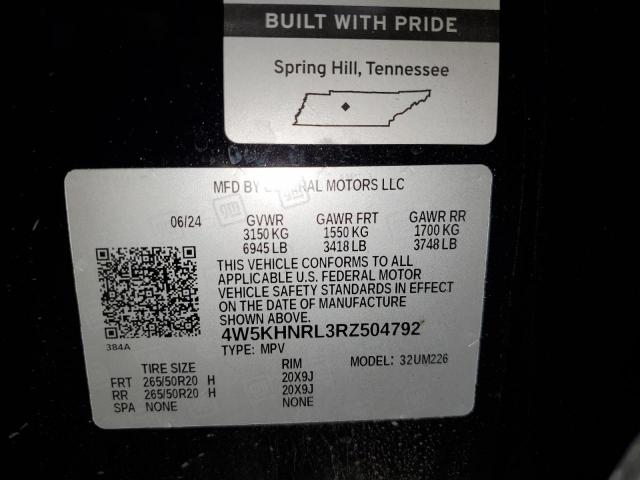 BUILT WITH PRIDE
Spring Hill, Tennessee
MFD BY GENERAL MOTORS LLC
06/24 GVWR GAWR FRT GAWR RR
3150 KG 1550 KG 1700 KG
6945 LB 3418 LB 3748 LB
THIS VEHICLE CONFORMS TO ALL
APPLICABLE U.S. FEDERAL MOTOR
VEHICLE SAFETY STANDARDS IN EFFECT
ON THE DATE OF MANUFACTURE
SHOWN ABOVE.
4W5KHNRL3RZ504792
384A
TYPE: MPV
TIRE SIZE RIM MODEL: 32UM226
FRT 265/50R20 H 20X9J
RR 265/50R20 H 20X9J
SPA NONE NONE